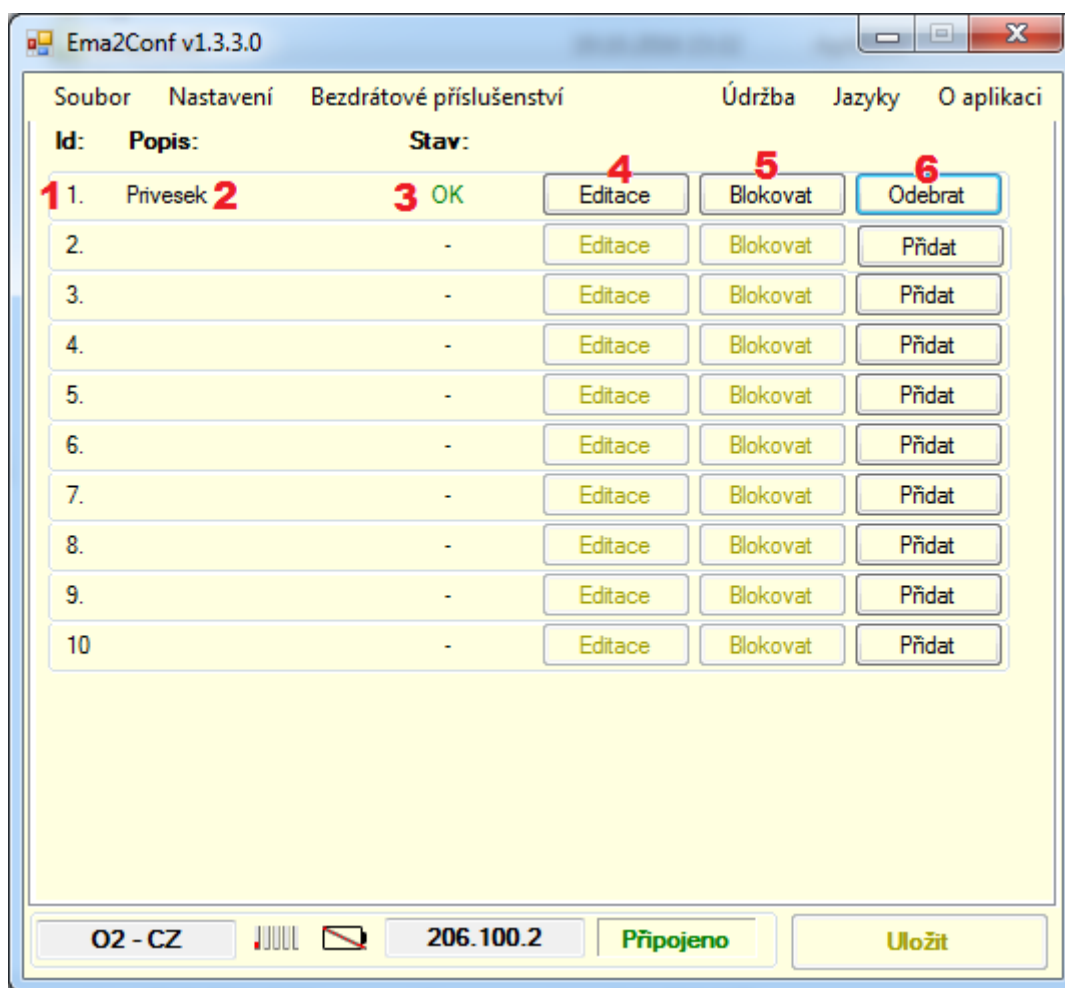 Ema2Conf v1.3.3.0
Soubor Nastavení Bezdrátové příslušenství Údržba Jazyky O aplikaci
Id: Popis: Stav:
4 5 6
1 1. Privesek 2 3 OK Editace Blokovat Odebrat
2. - Editace Blokovat Přidat
3. - Editace Blokovat Přidat
4. - Editace Blokovat Přidat
5. - Editace Blokovat Přidat
6. - Editace Blokovat Přidat
7. - Editace Blokovat Přidat
8. - Editace Blokovat Přidat
9. - Editace Blokovat Přidat
10 - Editace Blokovat Přidat
O2 - CZ 206.100.2 Připojeno Uložit